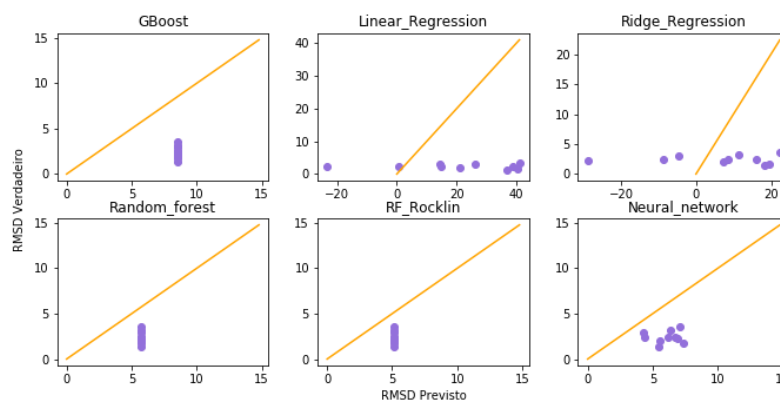 GBoost
Linear_Regression
Ridge_Regression
15
10
5
0
0 5 10 15
40
30
20
10
0
−20 0 20 40
20
15
10
5
0
−20 0 20
RMSD Verdadeiro
Random_forest
RF_Rocklin
Neural_network
15
10
5
0
0 5 10 15
15
10
5
0
0 5 10 15
15
10
5
0
0 5 10 15
RMSD Previsto